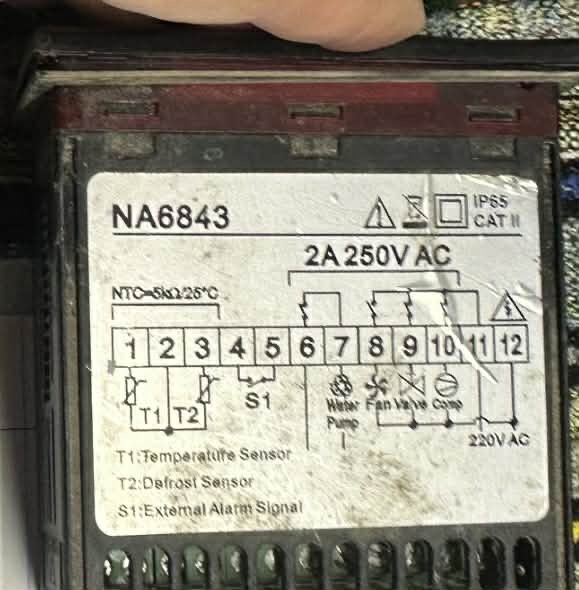 NA6843
IP65
CAT II
2A 250V AC
NTC=5kΩ/25°C
1 2 3 4 5 6 7 8 9 10 11 12
T1 T2 S1
Water Pump Fan Valve Comp
220V AC
T1:Temperature Sensor
T2:Defrost Sensor
S1:External Alarm Signal